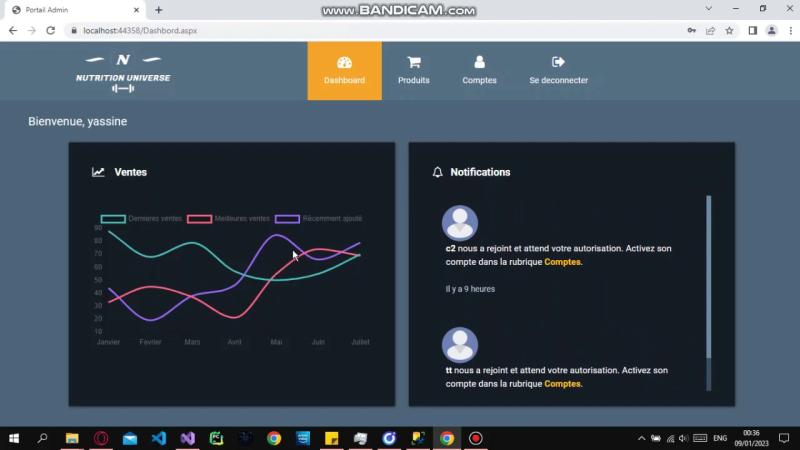 Portail Admin
www.BANDICAM.com
localhost:44358/Dashbord.aspx
N
NUTRITION UNIVERSE
Dashboard
Produits
Comptes
Se deconnecter
Bienvenue, yassine
Ventes
Dernieres ventes
Meilleures ventes
Récemment ajouté
90
80
70
60
50
40
30
20
10
Janvier
Fevrier
Mars
Avril
Mai
Juin
Juillet
Notifications
c2 nous a rejoint et attend votre autorisation. Activez son
compte dans la rubrique Comptes.
Il y a 9 heures
tt nous a rejoint et attend votre autorisation. Activez son
compte dans la rubrique Comptes.
ENG
00:36
09/01/2023